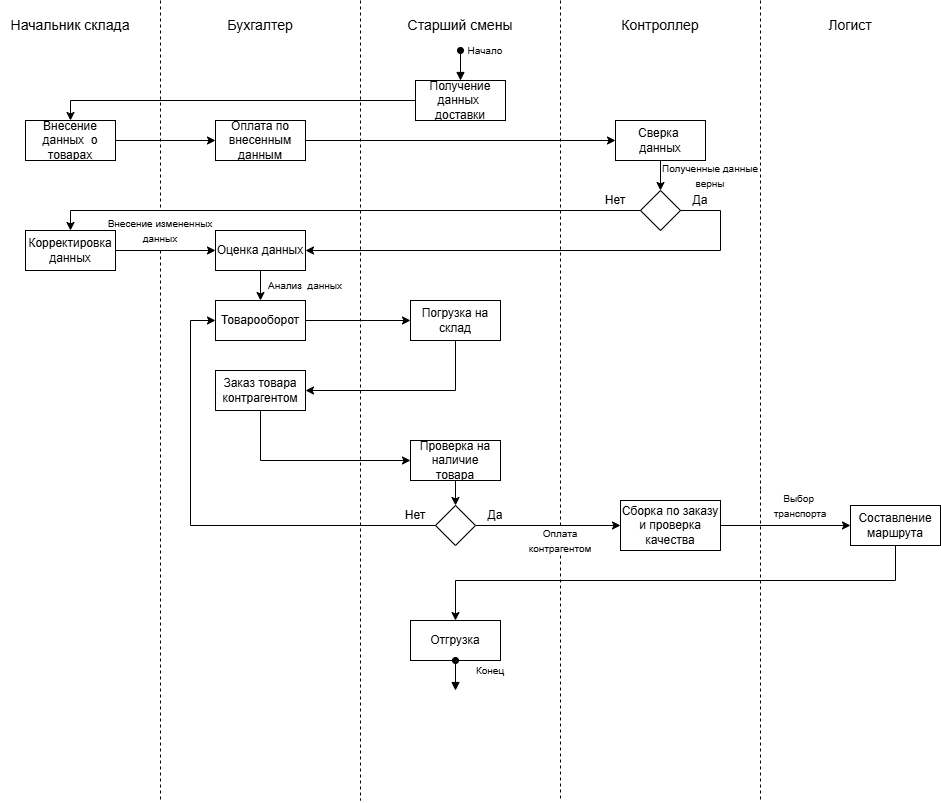 Начальник склада
Бухгалтер
Старший смены
Контроллер
Логист
Начало
Получение
данных
доставки
Внесение
данных о
товарах
Оплата по
внесенным
данным
Сверка
данных
Полученные данные
верны
Нет
Да
Корректировка
данных
Внесение измененных
данных
Оценка данных
Анализ данных
Товарооборот
Погрузка на
склад
Заказ товара
контрагентом
Проверка на
наличие
товара
Нет
Да
Оплата
контрагентом
Сборка по заказу
и проверка
качества
Выбор
транспорта
Составление
маршрута
Отгрузка
Конец